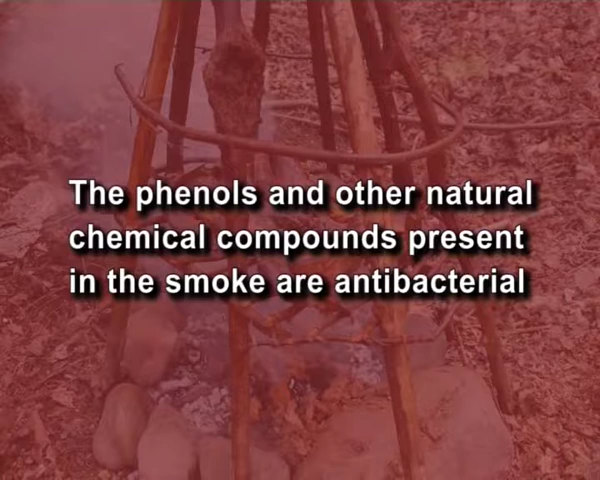 The phenols and other natural
chemical compounds present
in the smoke are antibacterial